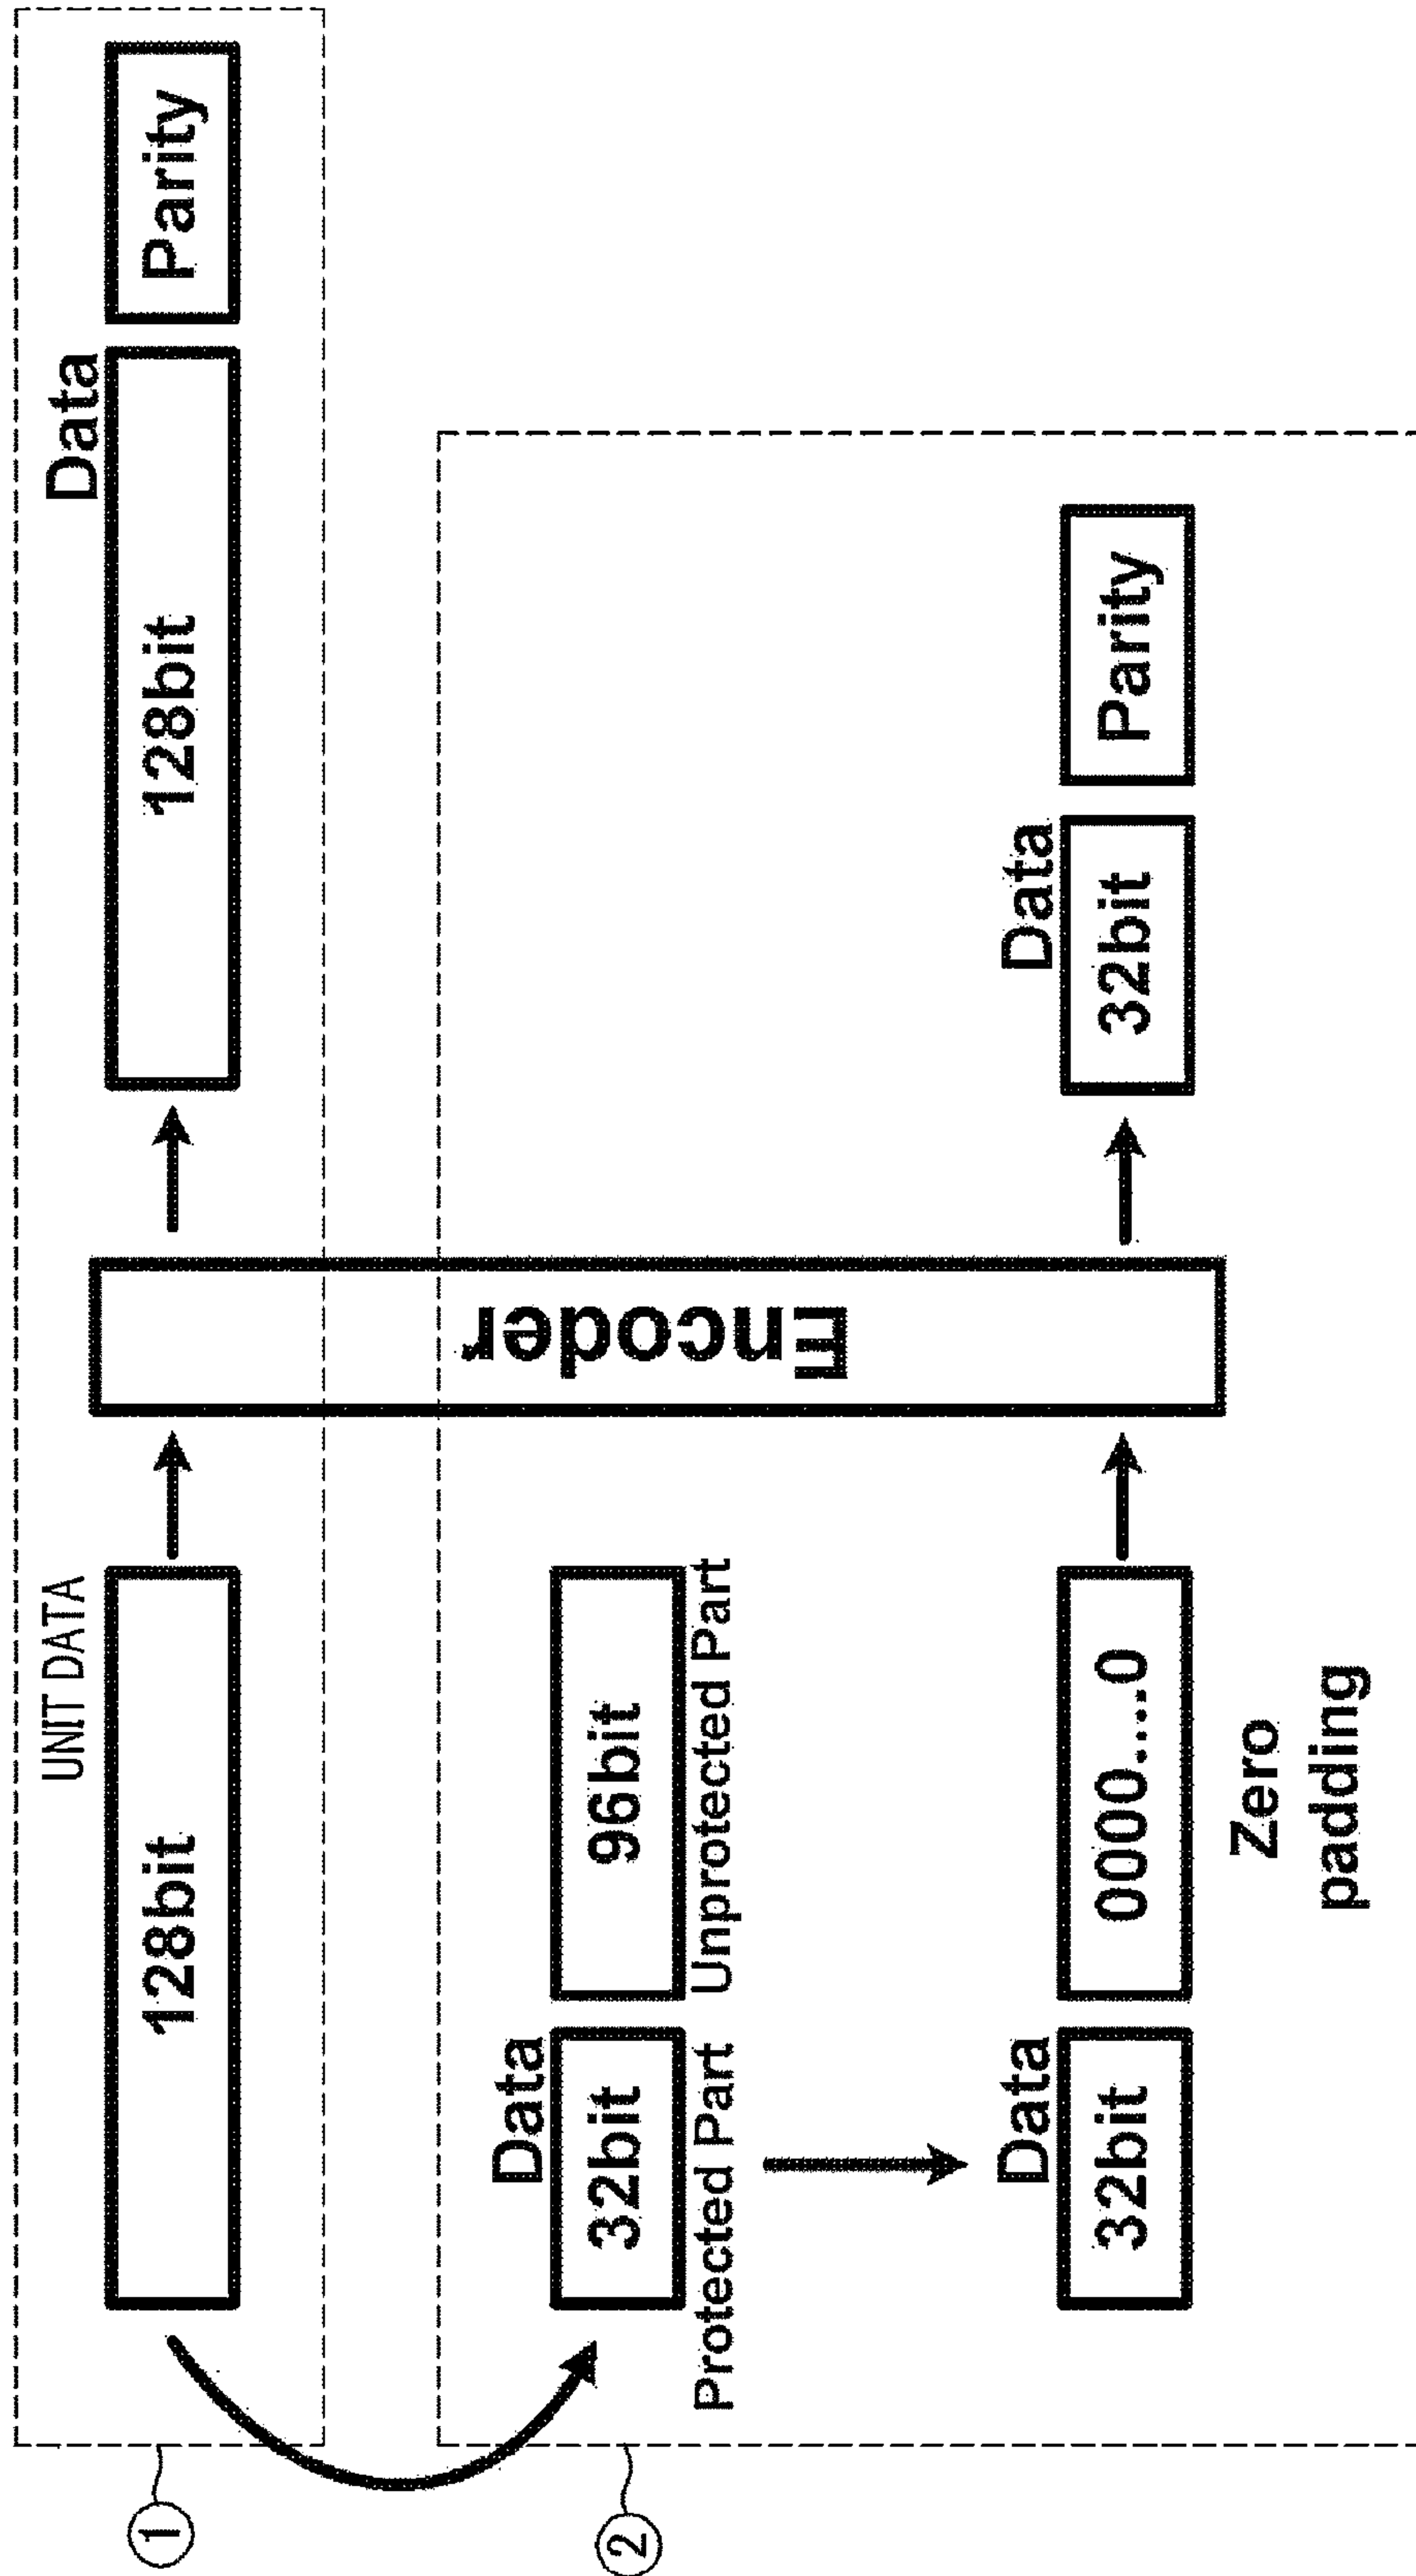 ①
UNIT DATA
128bit
Data
128bit
Parity
Encoder
②
Data
32bit
96bit
Protected Part
Unprotected Part
Data
32bit
0000....0
Zero
padding
Data
32bit
Parity